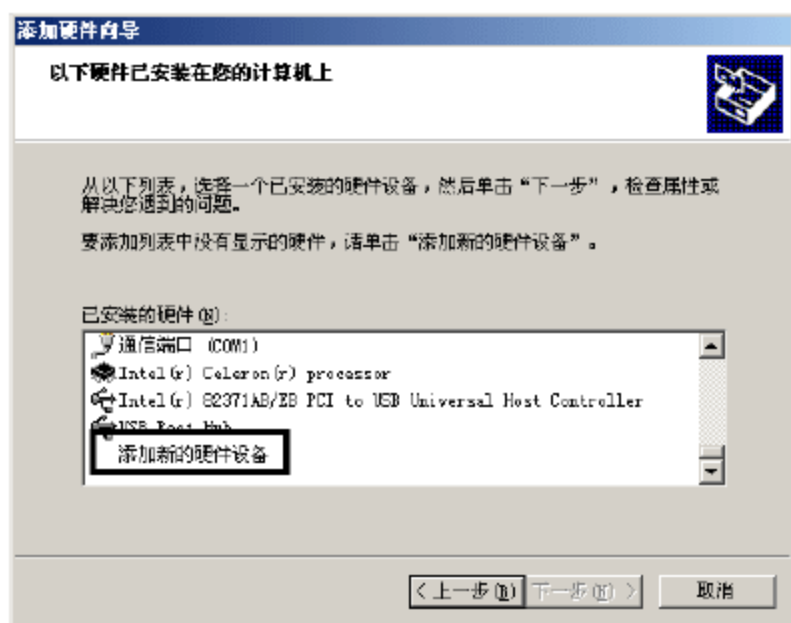 添加硬件向导
以下硬件已安装在您的计算机上
从以下列表，选择一个已安装的硬件设备，然后单击“下一步”，检查属性或
解决您遇到的问题。
要添加列表中没有显示的硬件，请单击“添加新的硬件设备”。
已安装的硬件(N):
通信端口 (COM1)
Intel(r) Celeron(r) processor
Intel(r) 82371AB/EB PCI to USB Universal Host Controller
USB Root Hub
添加新的硬件设备
<上一步(B) 下一步(N) > 取消